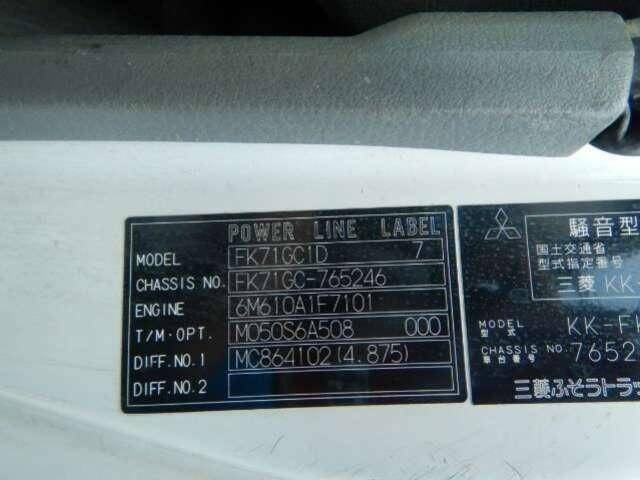 POWER LINE LABEL
MODEL FK71GC1D 7
CHASSIS NO. FK71GC-765246
ENGINE 6M610A1F7101
T/M·OPT. M050S6A508 000
DIFF.NO.1 MC864102(4.875)
DIFF.NO.2
騒音型
国土交通省
型式指定番号
三菱 KK
MODEL
型式 KK-FK
CHASSIS NO.
車台番号 7652
三菱ふそうトラッ